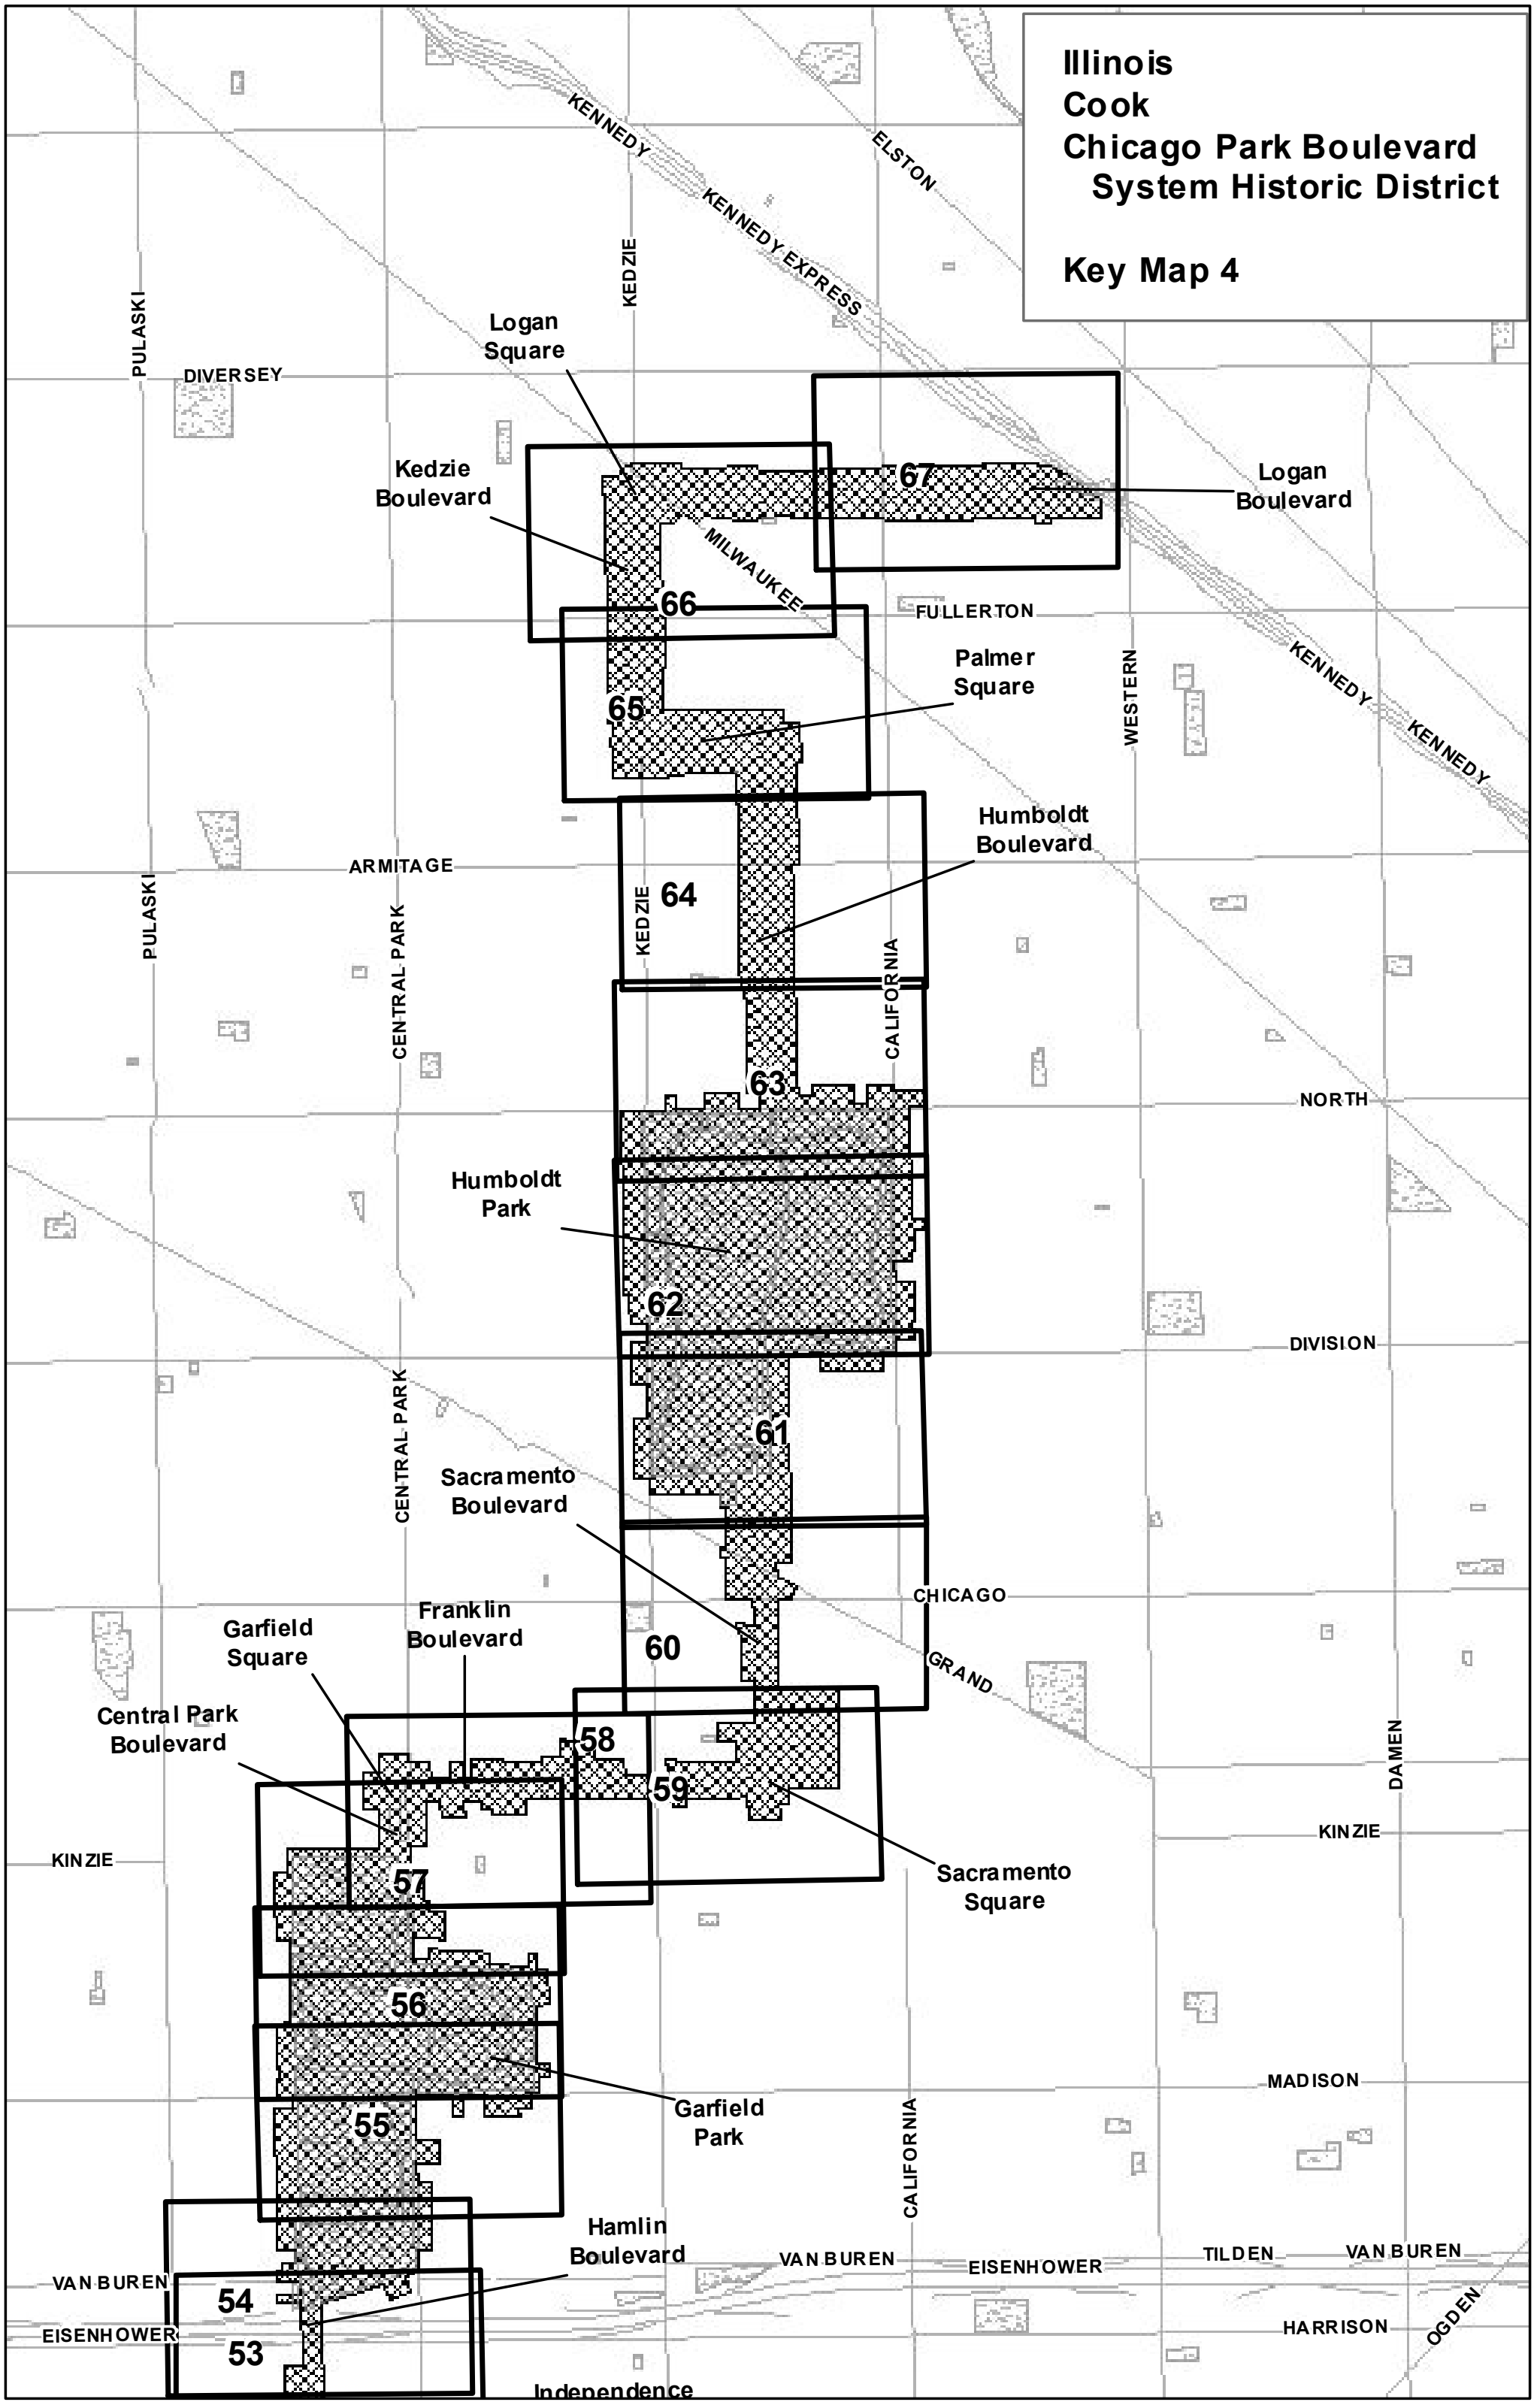 Illinois
Cook
Chicago Park Boulevard
System Historic District
Key Map 4
KENNEDY
ELSTON
KENNEDY EXPRESS
KEDZIE
PULASKI
Logan
Square
DIVERSEY
Kedzie
Boulevard
67
Logan
Boulevard
MILWAUKEE
66
FULLERTON
Palmer
Square
WESTERN
KENNEDY
65
KENNEDY
Humboldt
Boulevard
ARMITAGE
PULASKI
64
KEDZIE
CENTRAL PARK
CALIFORNIA
63
NORTH
Humboldt
Park
62
DIVISION
CENTRAL PARK
61
Sacramento
Boulevard
CHICAGO
Franklin
Boulevard
Garfield
Square
60
GRAND
Central Park
Boulevard
58
DAMEN
59
KINZIE
KINZIE
57
Sacramento
Square
56
MADISON
Garfield
Park
55
CALIFORNIA
Hamlin
Boulevard
VAN BUREN
EISENHOWER
TILDEN
VAN BUREN
VAN BUREN
54
EISENHOWER
53
HARRISON
OGDEN
Independence